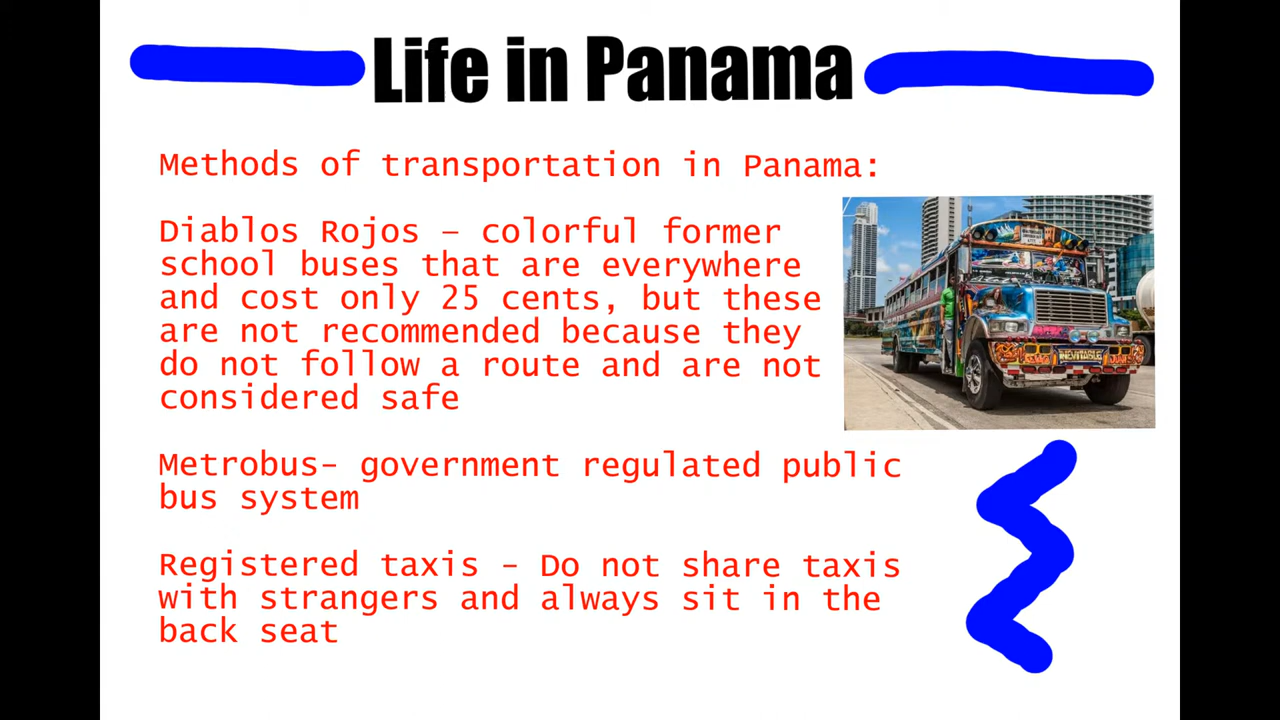 Life in Panama
Methods of transportation in Panama:
Diablos Rojos – colorful former
school buses that are everywhere
and cost only 25 cents, but these
are not recommended because they
do not follow a route and are not
considered safe
INEVITABLE
Metrobus- government regulated public
bus system
Registered taxis - Do not share taxis
with strangers and always sit in the
back seat